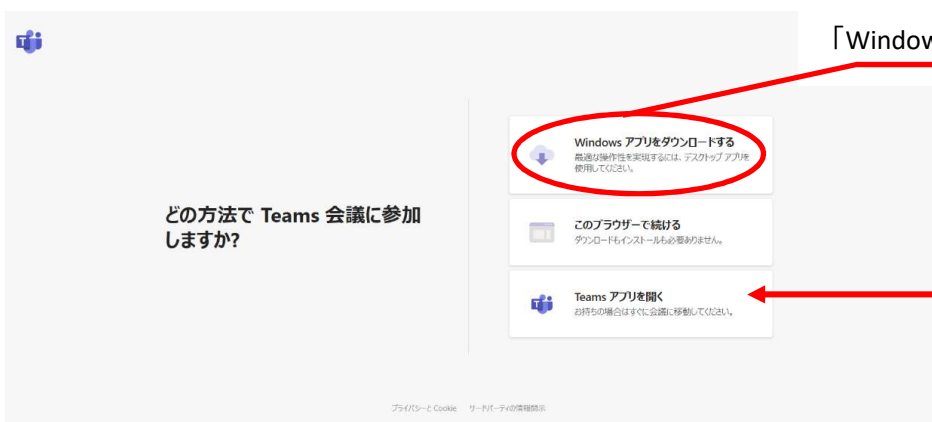 「Window
Windows アプリをダウンロードする
最適な操作性を実現するには、デスクトップ アプリを
使用してください。
どの方法で Teams 会議に参加
しますか?
このブラウザーで続ける
ダウンロードもインストールも必要ありません。
Teams アプリを開く
お持ちの場合はすぐに会議に移動してください。
プライバシーと Cookie サードパーティの情報開示